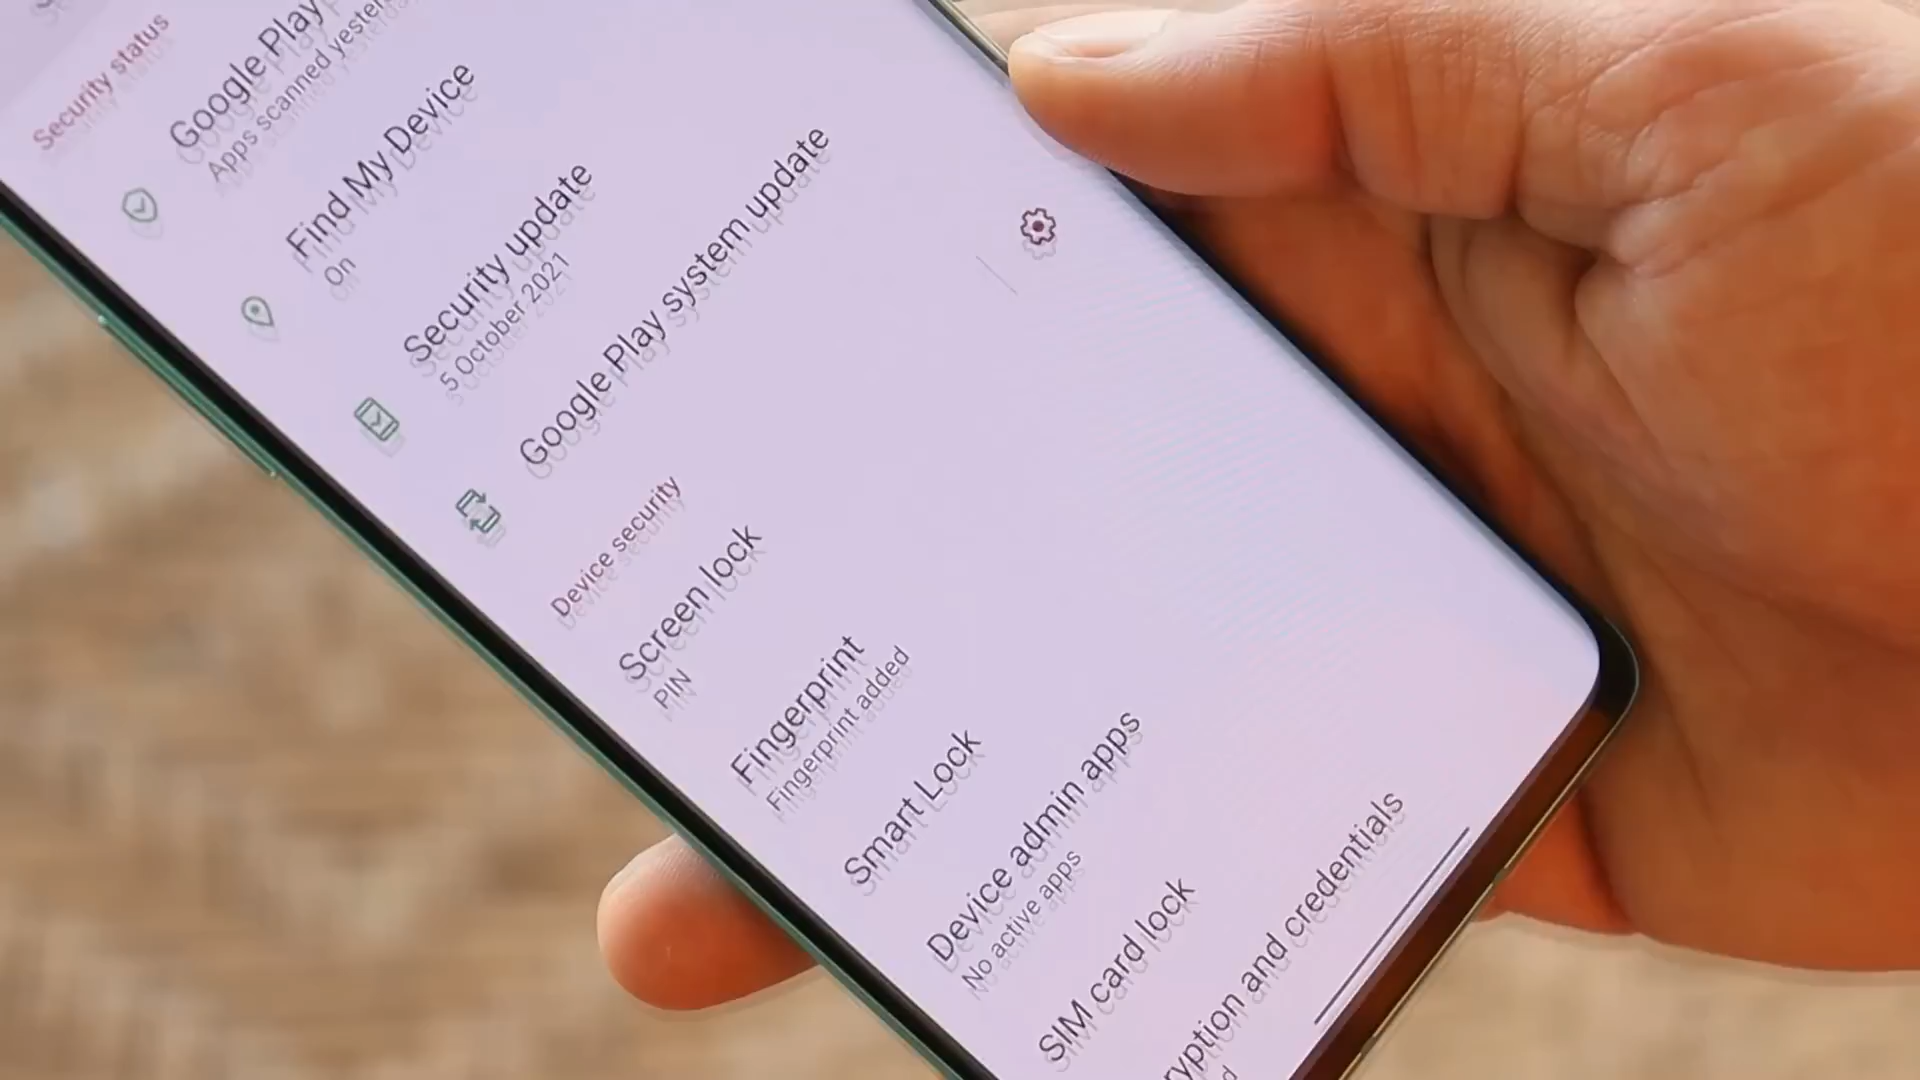 Security status
Google Play
Apps scanned yesterday
Find My Device
On
Security update
5 October 2021
Google Play system update
Device security
Screen lock
PIN
Fingerprint
Fingerprint added
Smart Lock
Device admin apps
No active apps
SIM card lock
ryption and credentials